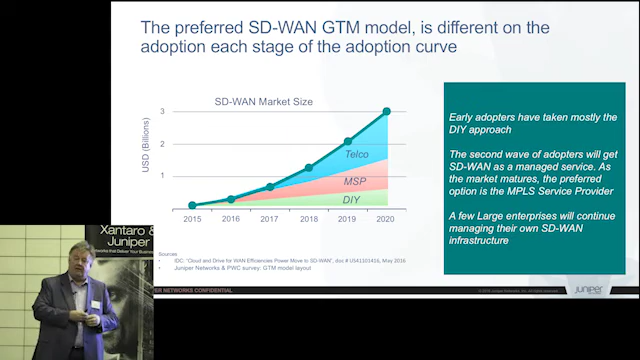 The preferred SD-WAN GTM model, is different on the
adoption each stage of the adoption curve
SD-WAN Market Size
USD (Billions)
3
2
1
Telco
MSP
DIY
2015 2016 2017 2018 2019 2020
Early adopters have taken mostly the
DIY approach
The second wave of adopters will get
SD-WAN as a managed service. As
the market matures, the preferred
option is the MPLS Service Provider
A few Large enterprises will continue
managing their own SD-WAN
infrastructure
Sources
• IDC, "Cloud and Drive for WAN Efficiencies Power Move to SD-WAN", doc # US41101416, May 2016
• Juniper Networks & PWC survey: GTM model layout
PER NETWORKS CONFIDENTIAL
Juniper
Xantaro &
Juniper